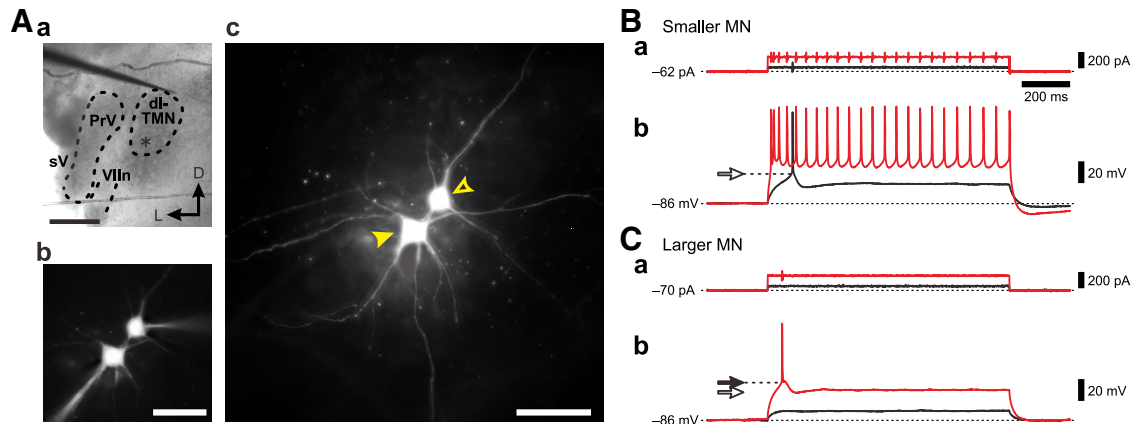 A
a
PrV
dl-
TMN
*
sV
VIIn
D
L
b
c
B Smaller MN
a
–62 pA
200 pA
200 ms
b
–86 mV
20 mV
C Larger MN
a
–70 pA
200 pA
b
–86 mV
20 mV